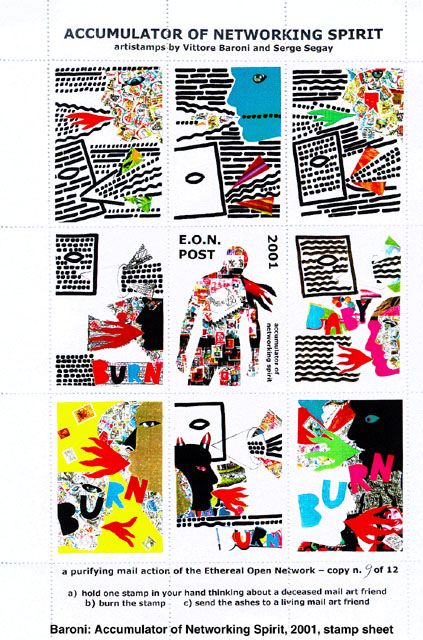 ACCUMULATOR OF NETWORKING SPIRIT
artistamps by Vittore Baroni and Serge Segay
E.O.N.
POST
2001
accumulator of
networking spirit
BABY
BURN
BURN
BURN
BURN
a purifying mail action of the Ethereal Open Network – copy n. 9 of 12
a) hold one stamp in your hand thinking about a deceased mail art friend
b) burn the stamp c) send the ashes to a living mail art friend
Baroni: Accumulator of Networking Spirit, 2001, stamp sheet